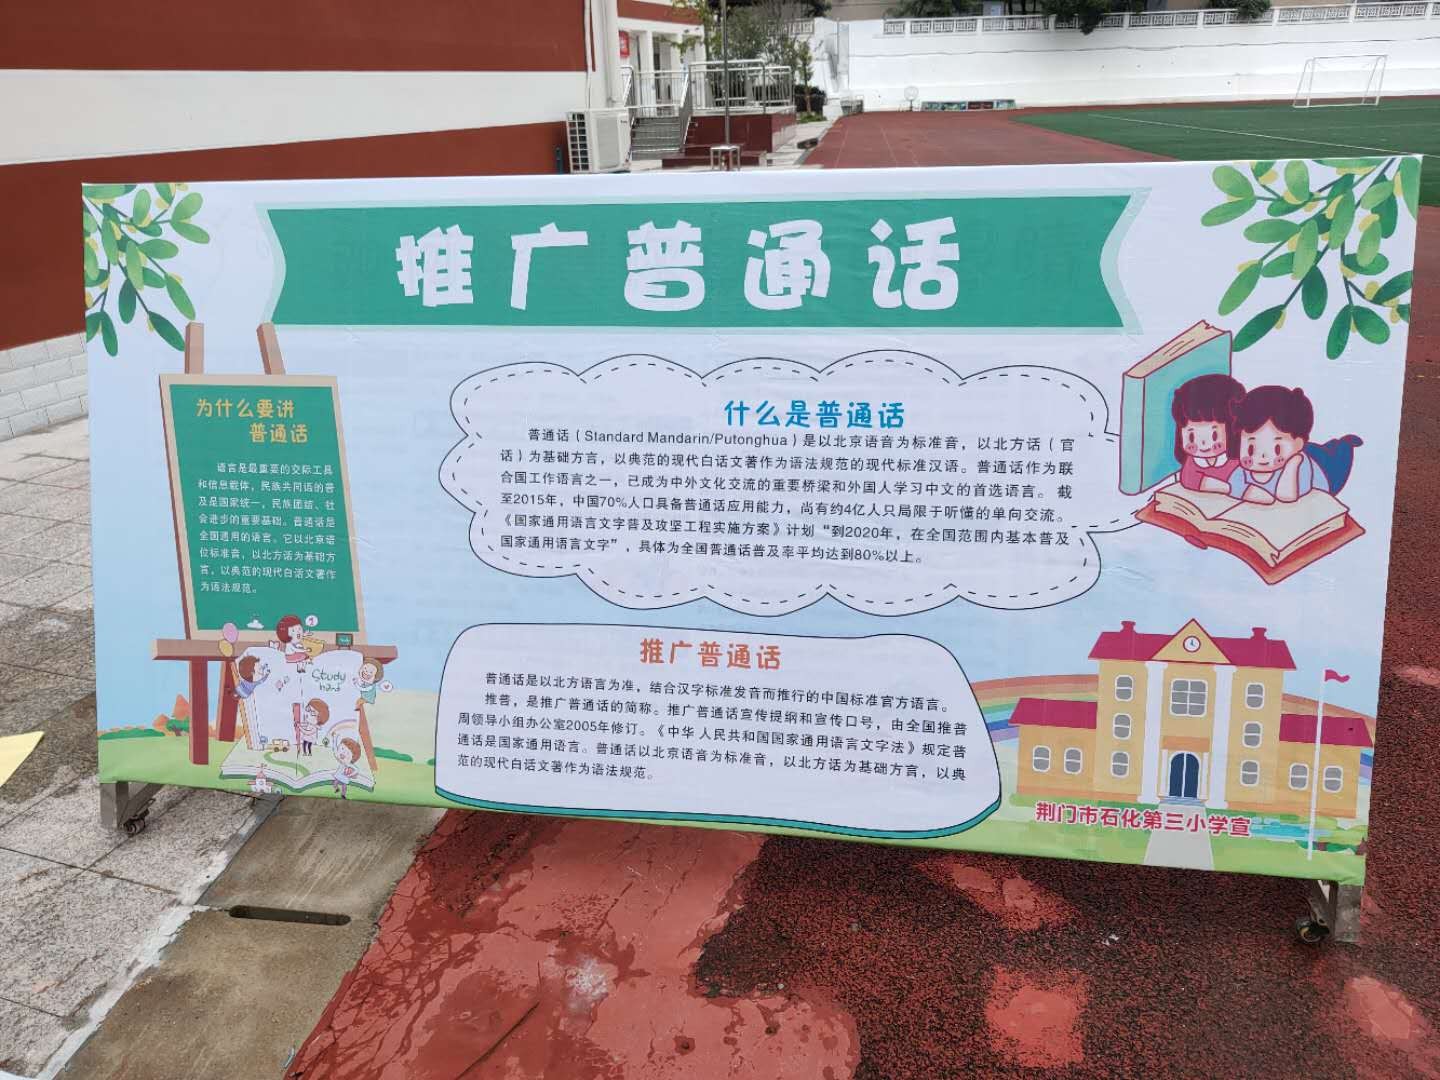 推广普通话
为什么要讲
普通话
语言是最重要的交际工具
和信息载体，民族共同话的普
及是国家统一，民族团结、社
会进步的重要基础。普通话是
全国通用的语言。它以北京语
位标准音，以北方话为基础方
言，以典范的现代白话文著作
为语法规范。
Study
hard
什么是普通话
普通话（Standard Mandarin/Putonghua）是以北京语音为标准音，以北方话（官
话）为基础方言，以典范的现代白话文著作为语法规范的现代标准汉语。普通话作为联
合国工作语言之一，已成为中外文化交流的重要桥梁和外国人学习中文的首选语言。 截
至2015年，中国70%人口具备普通话应用能力，尚有约4亿人只局限于听懂的单向交流。
《国家通用语言文字普及攻坚工程实施方案》计划“到2020年，在全国范围内基本普及
国家通用语言文字”，具体为全国普通话普及率平均达到80%以上。
推广普通话
普通话是以北方语言为准，结合汉字标准发音而推行的中国标准官方语言。
推普，是推广普通话的简称。推广普通话宣传提纲和宣传口号，由全国推普
周领导小组办公室2005年修订。《中华 人民共和国国家通用语言文字法》规定普
通话是国家通用语言。普通话以北京语音为标准音，以北方话为基础方言，以典
范的现代白话文著作为语法规范。
荆门市石化第三小学宣